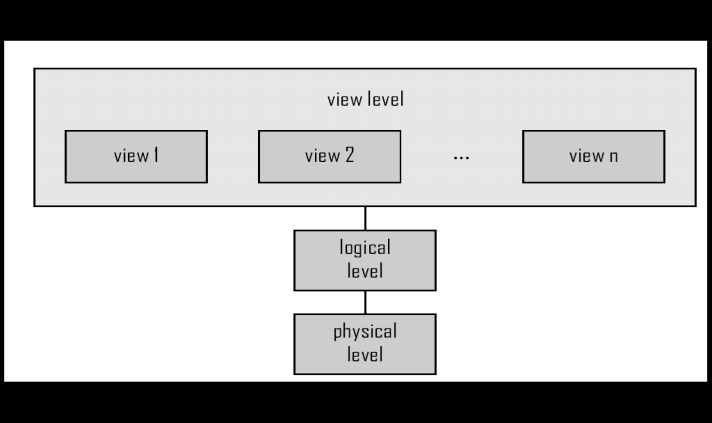 view level
view 1
view 2
...
view n
logical
level
physical
level